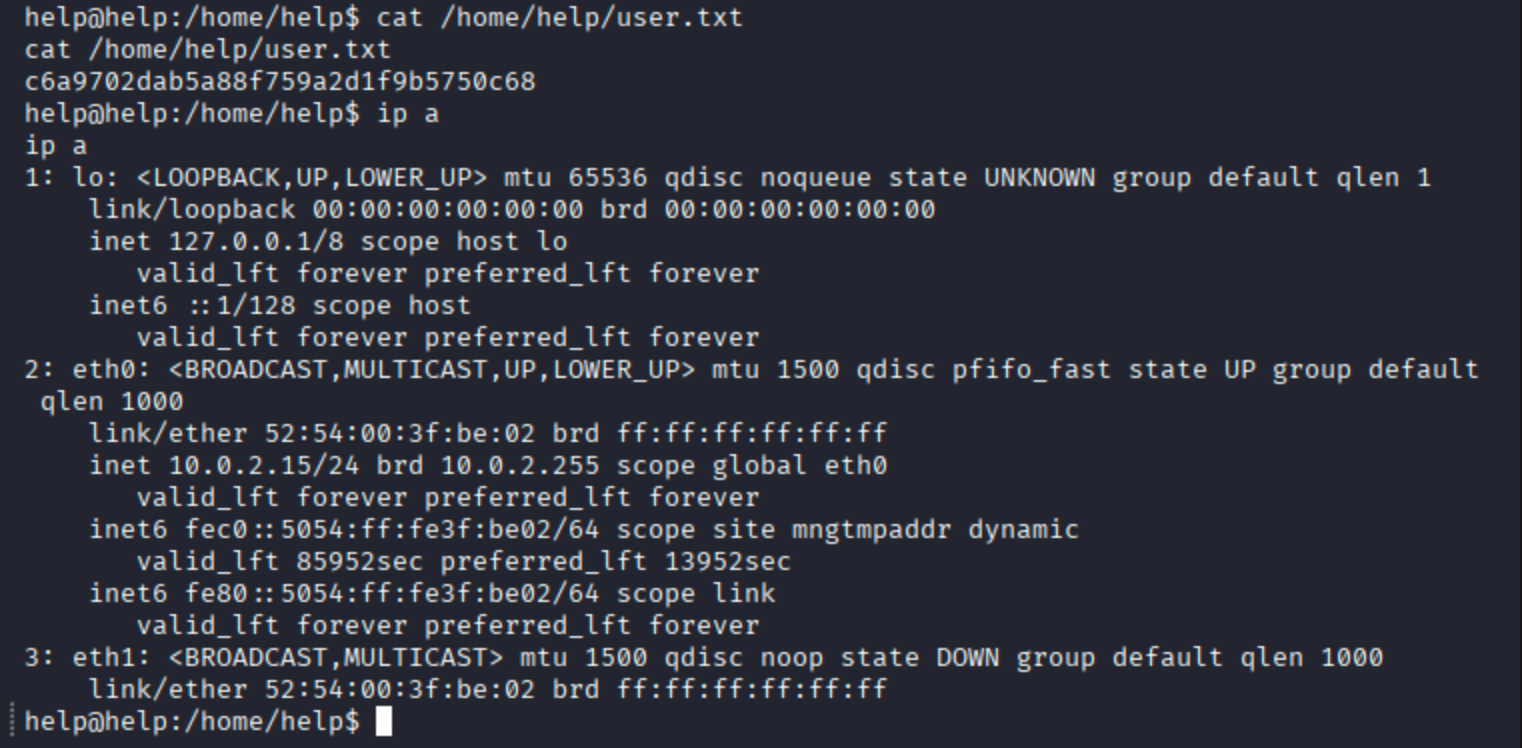 help@help:/home/help$ cat /home/help/user.txt
cat /home/help/user.txt
c6a9702dab5a88f759a2d1f9b5750c68
help@help:/home/help$ ip a
ip a
1: lo: <LOOPBACK,UP,LOWER_UP> mtu 65536 qdisc noqueue state UNKNOWN group default qlen 1
    link/loopback 00:00:00:00:00:00 brd 00:00:00:00:00:00
    inet 127.0.0.1/8 scope host lo
       valid_lft forever preferred_lft forever
    inet6 ::1/128 scope host
       valid_lft forever preferred_lft forever
2: eth0: <BROADCAST,MULTICAST,UP,LOWER_UP> mtu 1500 qdisc pfifo_fast state UP group default
 qlen 1000
    link/ether 52:54:00:3f:be:02 brd ff:ff:ff:ff:ff:ff
    inet 10.0.2.15/24 brd 10.0.2.255 scope global eth0
       valid_lft forever preferred_lft forever
    inet6 fec0::5054:ff:fe3f:be02/64 scope site mngtmpaddr dynamic
       valid_lft 85952sec preferred_lft 13952sec
    inet6 fe80::5054:ff:fe3f:be02/64 scope link
       valid_lft forever preferred_lft forever
3: eth1: <BROADCAST,MULTICAST> mtu 1500 qdisc noop state DOWN group default qlen 1000
    link/ether 52:54:00:3f:be:02 brd ff:ff:ff:ff:ff:ff
help@help:/home/help$